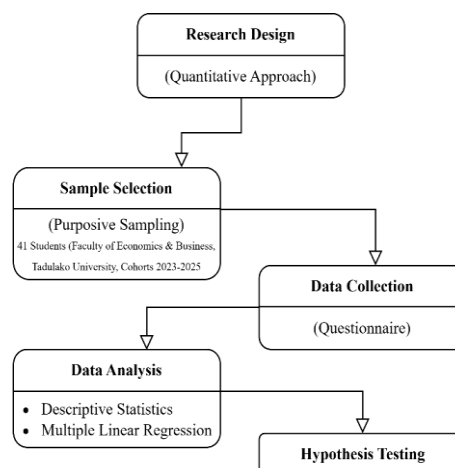 Research Design
(Quantitative Approach)
Sample Selection
(Purposive Sampling)
41 Students (Faculty of Economics & Business,
Tadulako University, Cohorts 2023-2025
Data Collection
(Questionnaire)
Data Analysis
• Descriptive Statistics
• Multiple Linear Regression
Hypothesis Testing